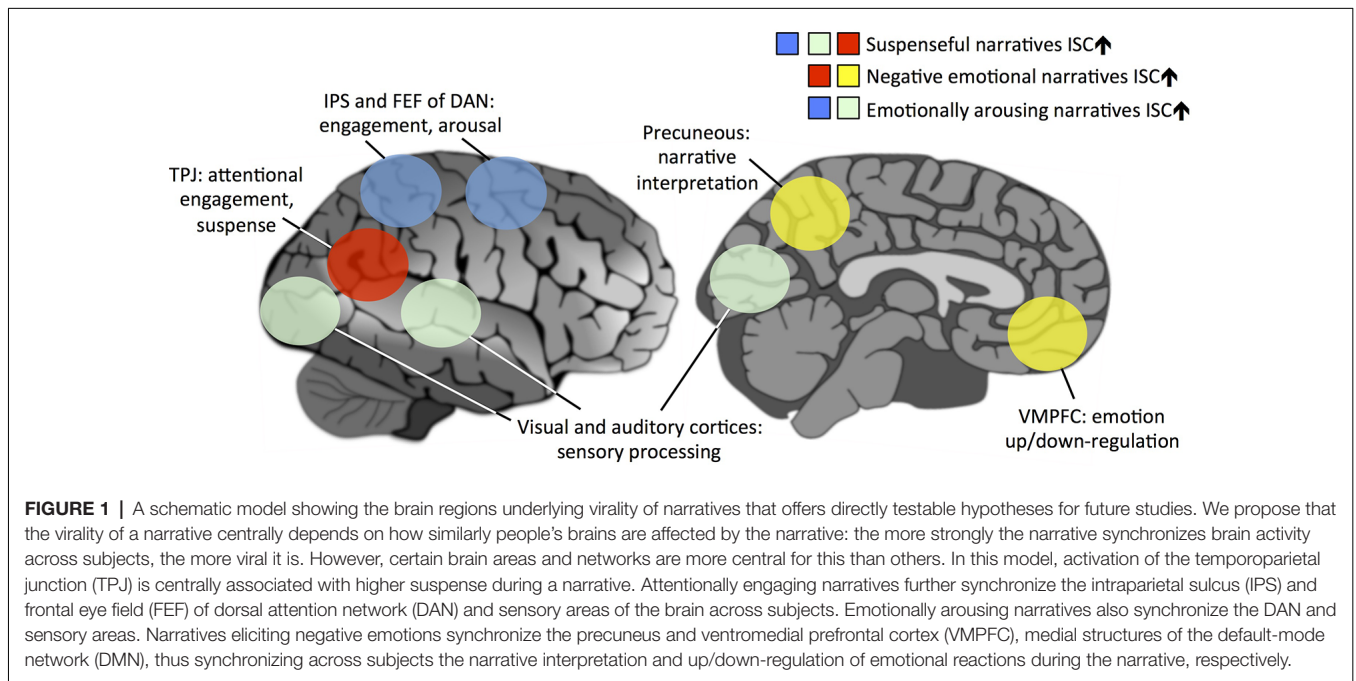 Suspenseful narratives ISC↑
Negative emotional narratives ISC↑
Emotionally arousing narratives ISC↑
IPS and FEF of DAN:
engagement, arousal
TPJ: attentional
engagement,
suspense
Precuneous:
narrative
interpretation
Visual and auditory cortices:
sensory processing
VMPFC: emotion
up/down-regulation
FIGURE 1 | A schematic model showing the brain regions underlying virality of narratives that offers directly testable hypotheses for future studies. We propose that
the virality of a narrative centrally depends on how similarly people's brains are affected by the narrative: the more strongly the narrative synchronizes brain activity
across subjects, the more viral it is. However, certain brain areas and networks are more central for this than others. In this model, activation of the temporoparietal
junction (TPJ) is centrally associated with higher suspense during a narrative. Attentionally engaging narratives further synchronize the intraparietal sulcus (IPS) and
frontal eye field (FEF) of dorsal attention network (DAN) and sensory areas of the brain across subjects. Emotionally arousing narratives also synchronize the DAN and
sensory areas. Narratives eliciting negative emotions synchronize the precuneus and ventromedial prefrontal cortex (VMPFC), medial structures of the default-mode
network (DMN), thus synchronizing across subjects the narrative interpretation and up/down-regulation of emotional reactions during the narrative, respectively.